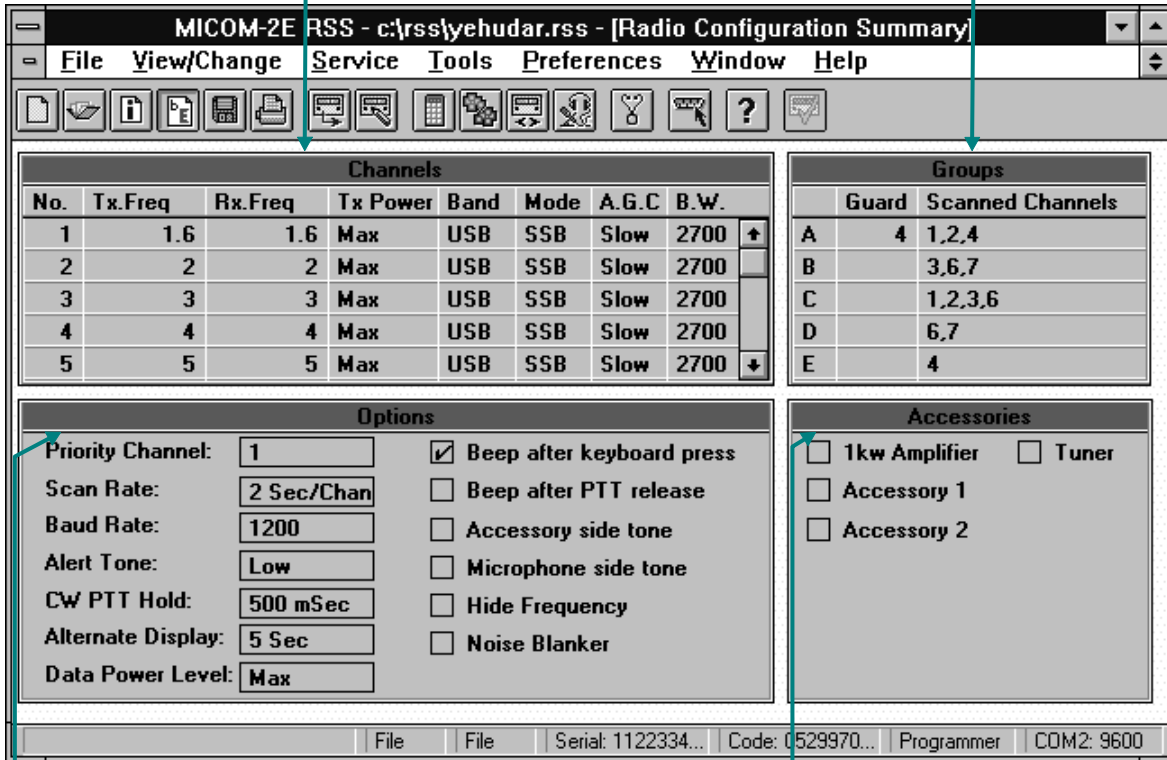 MICOM-2E RSS - c:\rss\yehudar.rss - [Radio Configuration Summary]
File View/Change Service Tools Preferences Window Help
Channels
No. Tx.Freq Rx.Freq Tx Power Band Mode A.G.C B.W.
1 1.6 1.6 Max USB SSB Slow 2700
2 2 2 Max USB SSB Slow 2700
3 3 3 Max USB SSB Slow 2700
4 4 4 Max USB SSB Slow 2700
5 5 5 Max USB SSB Slow 2700
Groups
Guard Scanned Channels
A 4 1,2,4
B 3,6,7
C 1,2,3,6
D 6,7
E 4
Options
Priority Channel: 1
Scan Rate: 2 Sec/Chan
Baud Rate: 1200
Alert Tone: Low
CW PTT Hold: 500 mSec
Alternate Display: 5 Sec
Data Power Level: Max
Beep after keyboard press
Beep after PTT release
Accessory side tone
Microphone side tone
Hide Frequency
Noise Blanker
Accessories
1kw Amplifier Tuner
Accessory 1
Accessory 2
File File Serial: 1122334... Code: 0529970... Programmer COM2: 9600